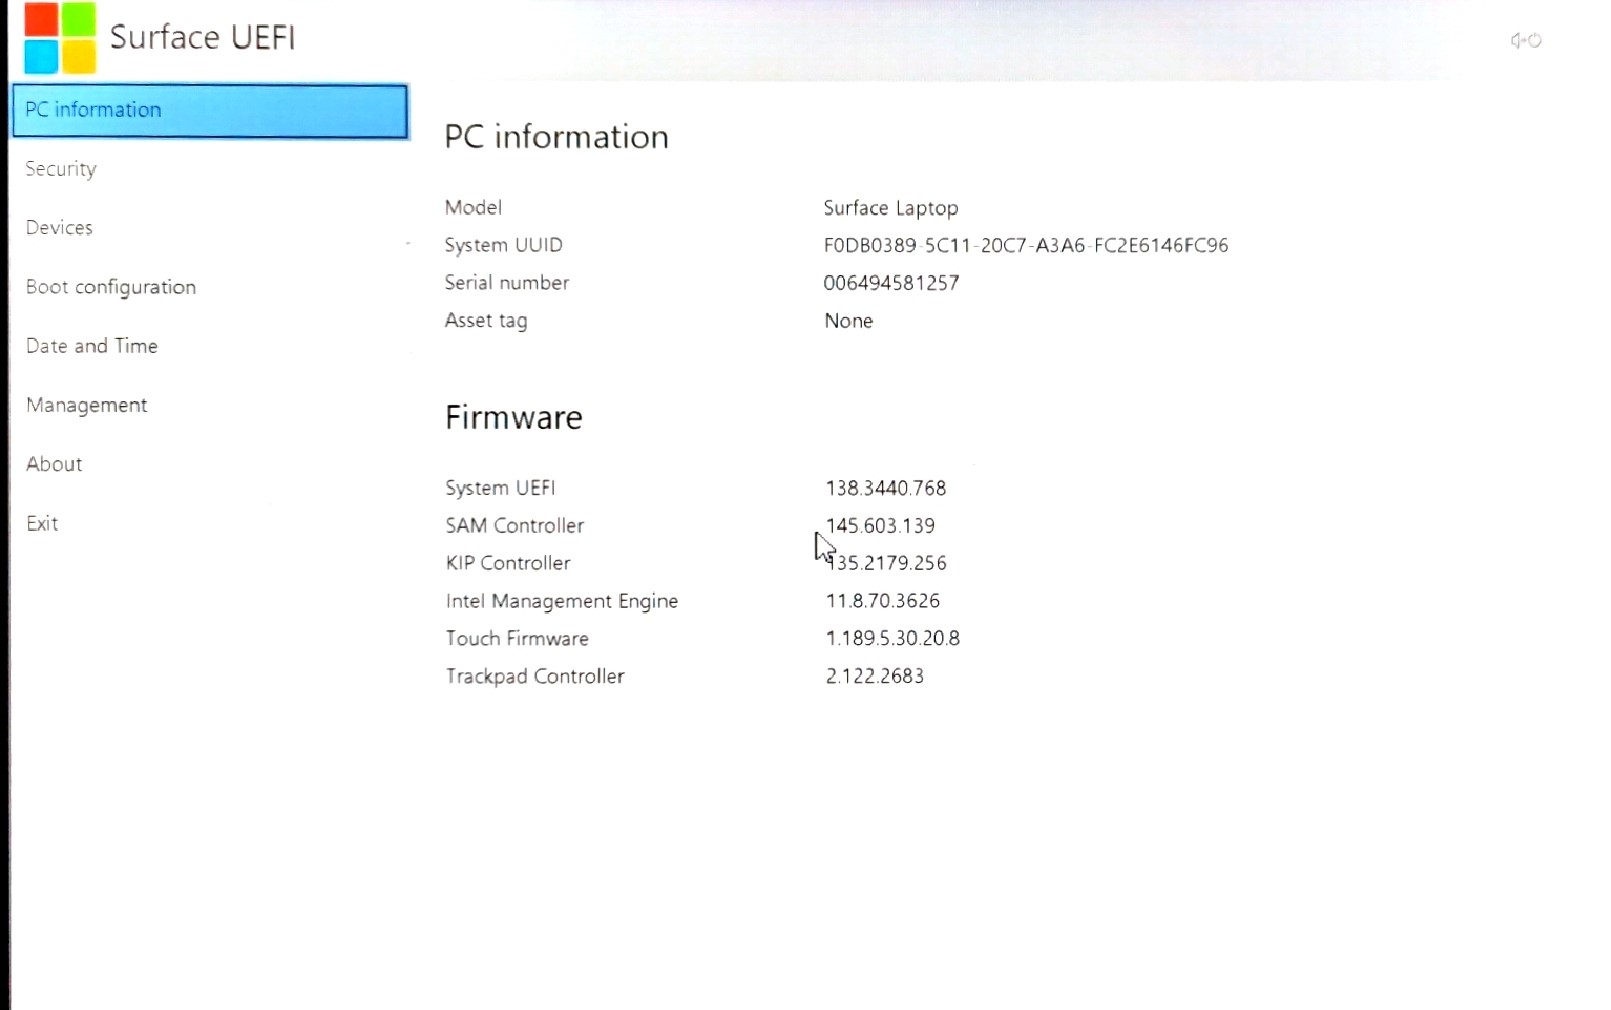 Surface UEFI
PC information
Security
Devices
Boot configuration
Date and Time
Management
About
Exit
PC information
Model Surface Laptop
System UUID F0DB0389-5C11-20C7-A3A6-FC2E6146FC96
Serial number 006494581257
Asset tag None
Firmware
System UEFI 138.3440.768
SAM Controller 145.603.139
KIP Controller 135.2179.256
Intel Management Engine 11.8.70.3626
Touch Firmware 1.189.5.30.20.8
Trackpad Controller 2.122.2683